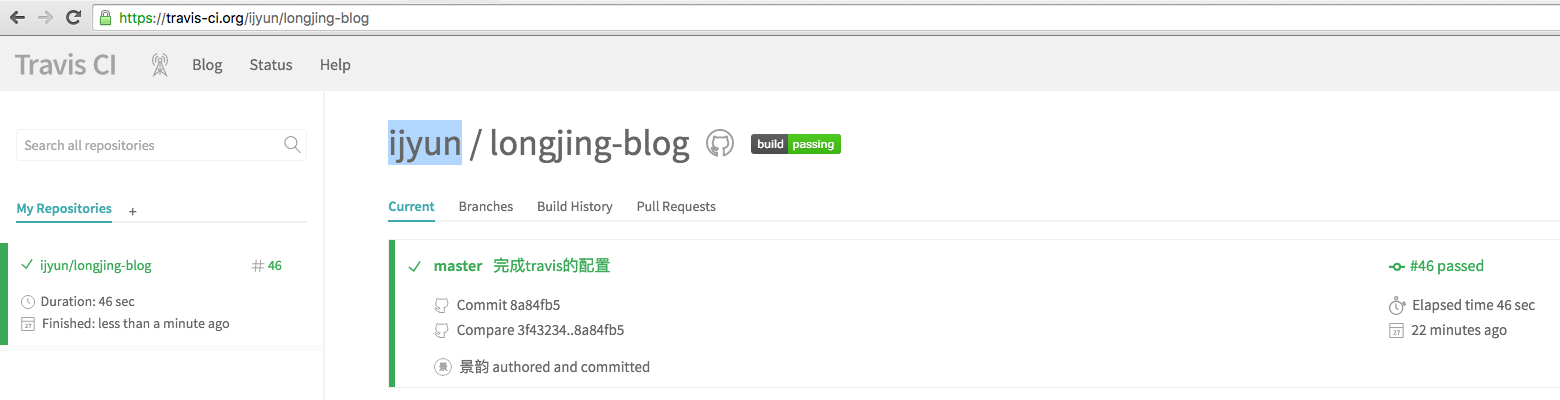 https://travis-ci.org/ijyun/longjing-blog
Travis CI Blog Status Help
Search all repositories
My Repositories +
ijyun/longjing-blog # 46
Duration: 46 sec
27 Finished: less than a minute ago
ijyun / longjing-blog build passing
Current Branches Build History Pull Requests
master 完成travis的配置
Commit 8a84fb5
Compare 3f43234..8a84fb5
景 景韵 authored and committed
#46 passed
Elapsed time 46 sec
27 22 minutes ago